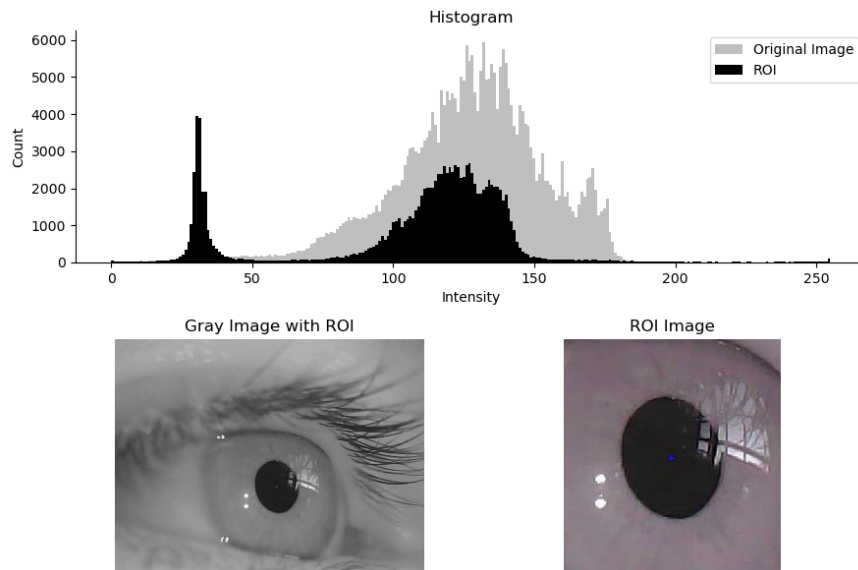 Histogram
Original Image
ROI
Count
6000
5000
4000
3000
2000
1000
0
0 50 100 150 200 250
Intensity
Gray Image with ROI
ROI Image